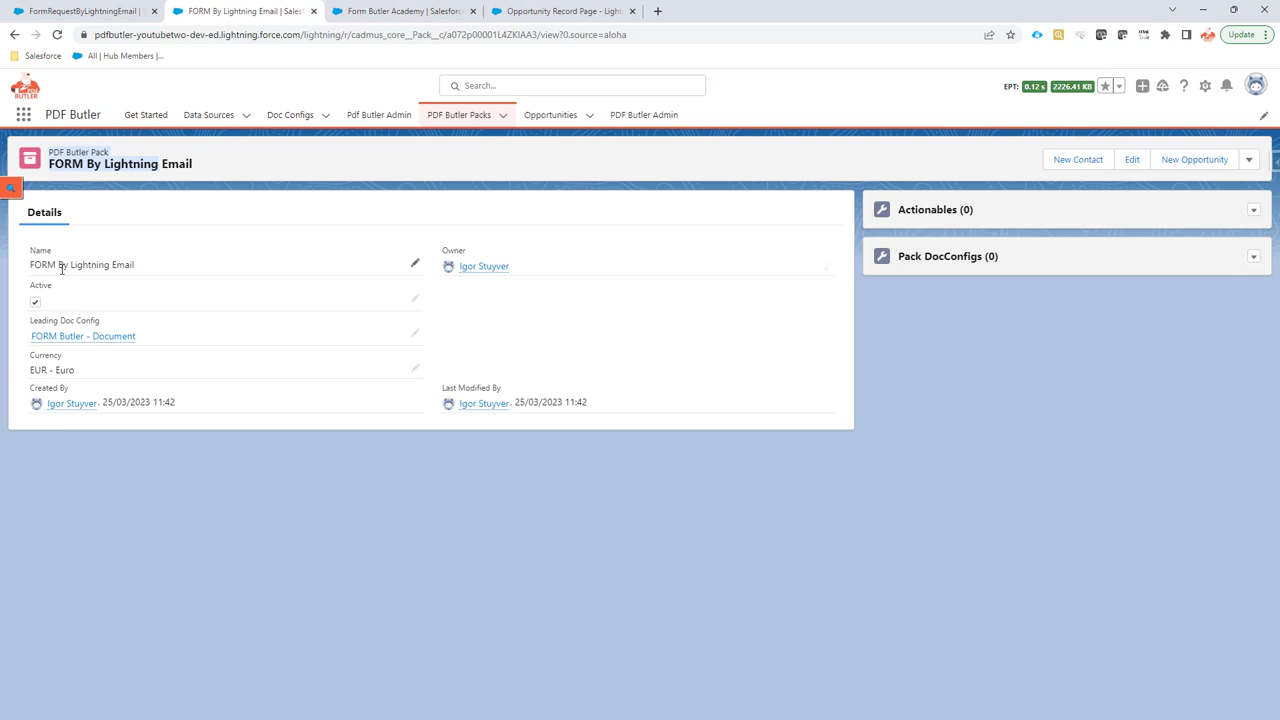 FormRequestByLightningEmail |
FORM By Lightning Email | Sales
Form Butler Academy | Salesforc
Opportunity Record Page - Light
pdfbutler-youtubetwo-dev-ed.lightning.force.com/lightning/r/cadmus_core__Pack__c/a072p00001L4ZKIAA3/view?0.source=aloha
Update
Salesforce
All | Hub Members |...
PDF BUTLER
Search...
EPT: 0.12 s 2226.41 KB
PDF Butler
Get Started
Data Sources
Doc Configs
Pdf Butler Admin
PDF Butler Packs
Opportunities
PDF Butler Admin
PDF Butler Pack
FORM By Lightning Email
New Contact
Edit
New Opportunity
Details
Name
FORM By Lightning Email
Owner
Igor Stuyver
Active
Leading Doc Config
FORM Butler - Document
Currency
EUR - Euro
Created By
Igor Stuyver, 25/03/2023 11:42
Last Modified By
Igor Stuyver, 25/03/2023 11:42
Actionables (0)
Pack DocConfigs (0)